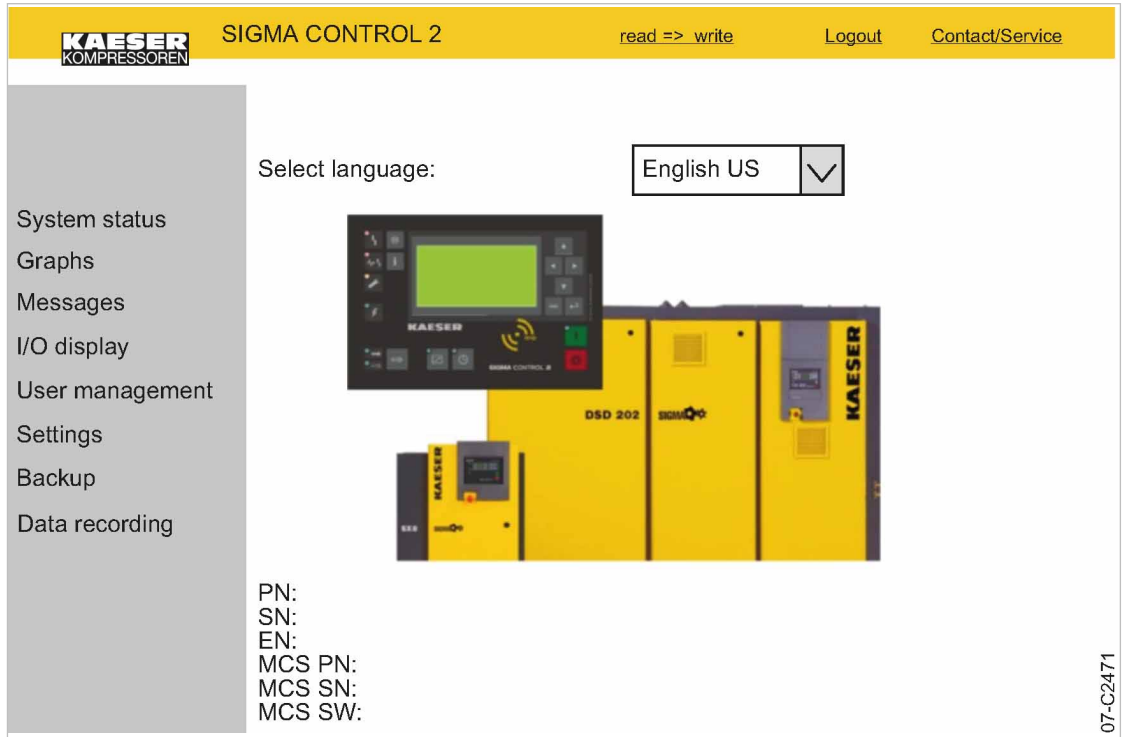 KAESER
KOMPRESSOREN
SIGMA CONTROL 2
read => write
Logout
Contact/Service
Select language:
English US
System status
Graphs
Messages
I/O display
User management
Settings
Backup
Data recording
KAESER
SIGMA CONTROL 2
DSD 202
SIGMA
KAESER
KAESER
PN:
SN:
EN:
MCS PN:
MCS SN:
MCS SW:
07-C2471